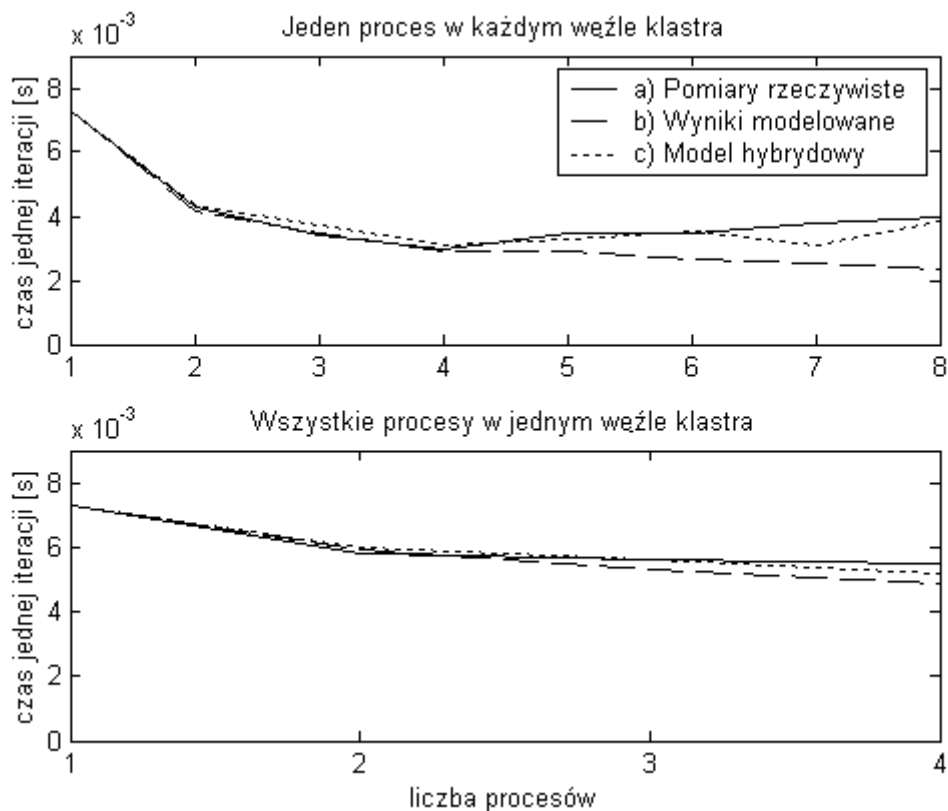 x 10-3
Jeden proces w każdym węźle klastra
a) Pomiary rzeczywiste
b) Wyniki modelowane
c) Model hybrydowy
czas jednej iteracji [s]
8
6
4
2
0
1 2 3 4 5 6 7 8
x 10-3
Wszystkie procesy w jednym węźle klastra
czas jednej iteracji [s]
8
6
4
2
0
1 2 3 4
liczba procesów